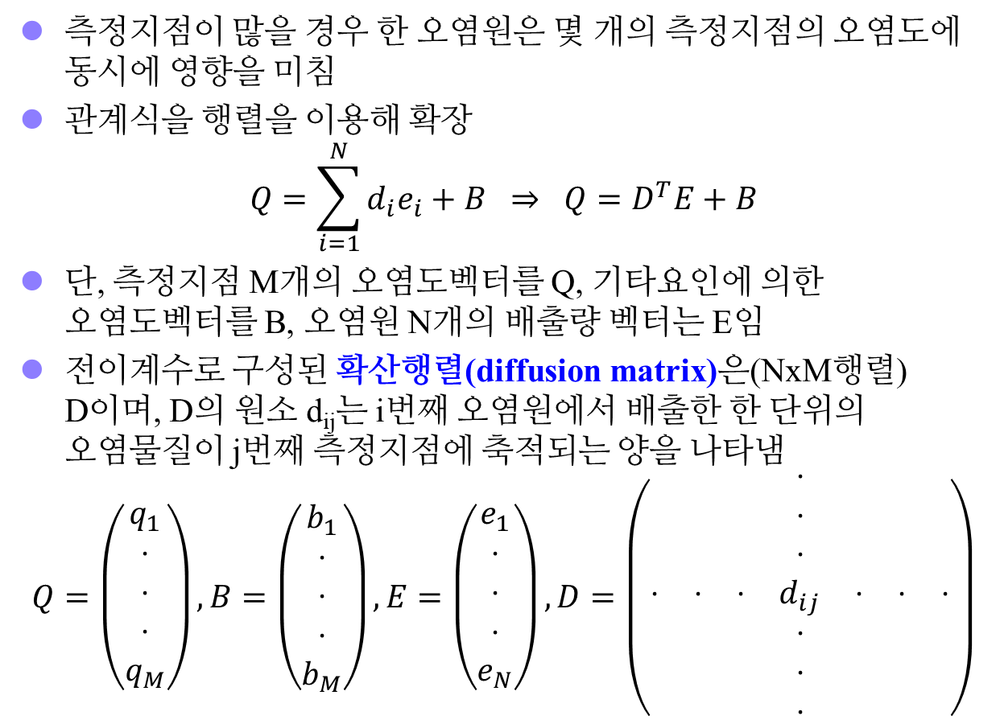 ● 측정지점이 많을 경우 한 오염원은 몇 개의 측정지점의 오염도에
동시에 영향을 미침
● 관계식을 행렬을 이용해 확장
Q = \sum_{i=1}^{N} d_i e_i + B ⇒ Q = D^T E + B
● 단, 측정지점 M개의 오염도벡터를 Q, 기타요인에 의한
오염도벡터를 B, 오염원 N개의 배출량 벡터는 E임
● 전이계수로 구성된 확산행렬(diffusion matrix)은(NxM행렬)
D이며, D의 원소 d_{ij}는 i번째 오염원에서 배출한 한 단위의
오염물질이 j번째 측정지점에 축적되는 양을 나타냄
Q = \begin{pmatrix} q_1 \\ \cdot \\ \cdot \\ \cdot \\ q_M \end{pmatrix}, B = \begin{pmatrix} b_1 \\ \cdot \\ \cdot \\ \cdot \\ b_M \end{pmatrix}, E = \begin{pmatrix} e_1 \\ \cdot \\ \cdot \\ \cdot \\ e_N \end{pmatrix}, D = \begin{pmatrix} & & & \cdot & & & \\ & & & \cdot & & & \\ & & & \cdot & & & \\ \cdot & \cdot & \cdot & d_{ij} & \cdot & \cdot & \cdot \\ & & & \cdot & & & \\ & & & \cdot & & & \\ & & & \cdot & & & \end{pmatrix}